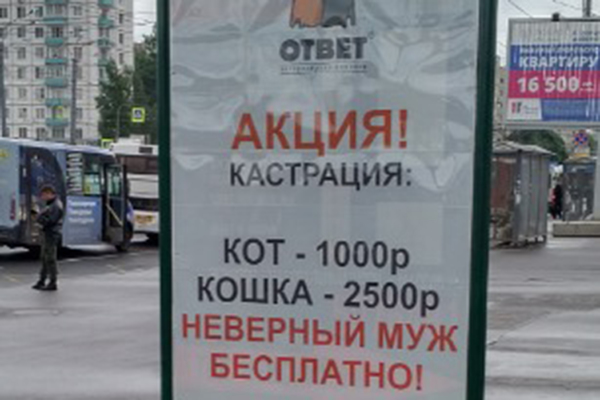 ОТВЕТ
АКЦИЯ!
КАСТРАЦИЯ:
КОТ - 1000р
КОШКА - 2500р
НЕВЕРНЫЙ МУЖ
БЕСПЛАТНО!
КВАРТИРУ
16 500